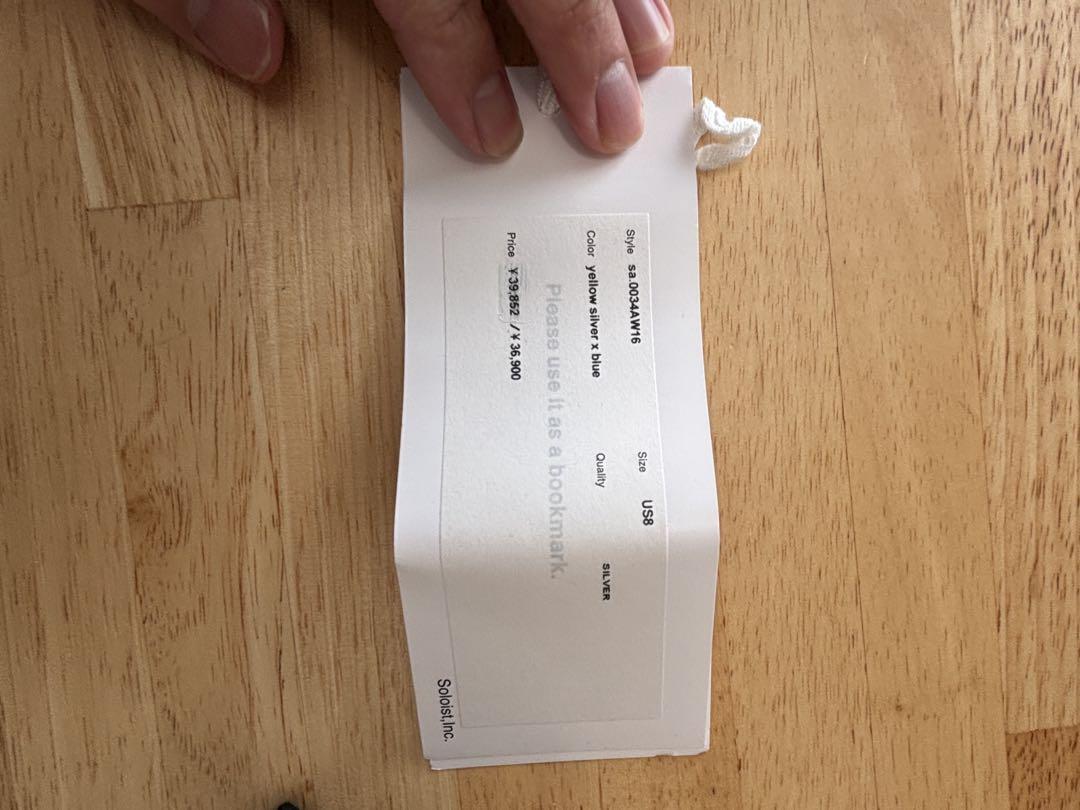 Style sa.0034AW16 Size US8
Color yellow silver x blue Quality SILVER
Please use it as a bookmark.
Price ¥39,852 / ¥36,900
Soloist,Inc.